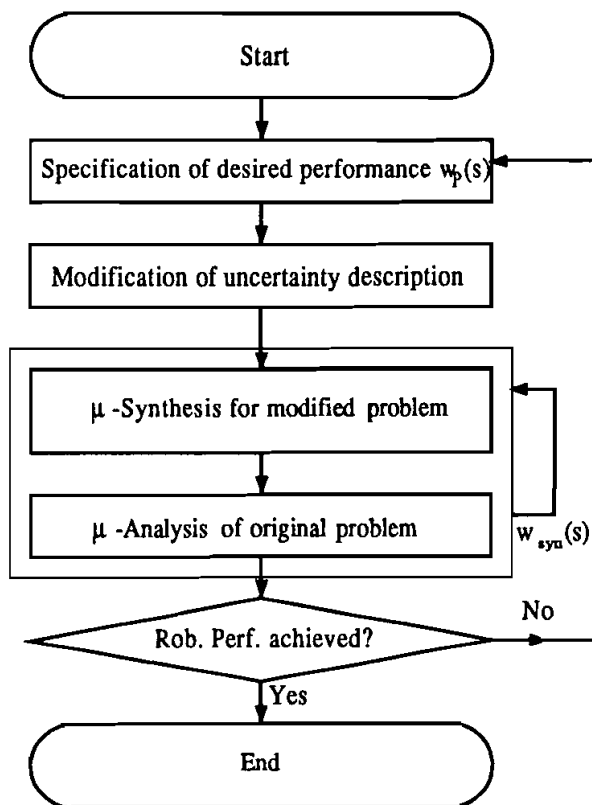 Start
Specification of desired performance wp(s)
Modification of uncertainty description
μ -Synthesis for modified problem
μ -Analysis of original problem
w syn (s)
No
Rob. Perf. achieved?
Yes
End